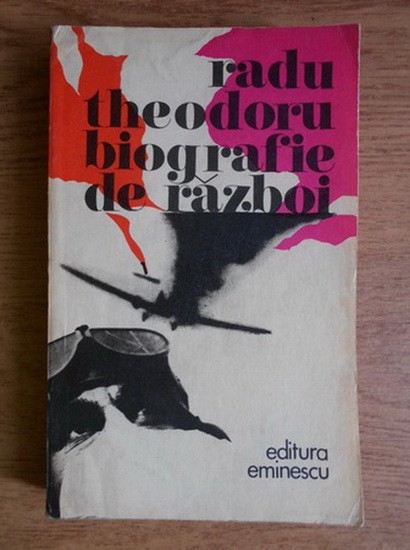 radu
theodoru
biografie
de război
editura
eminescu